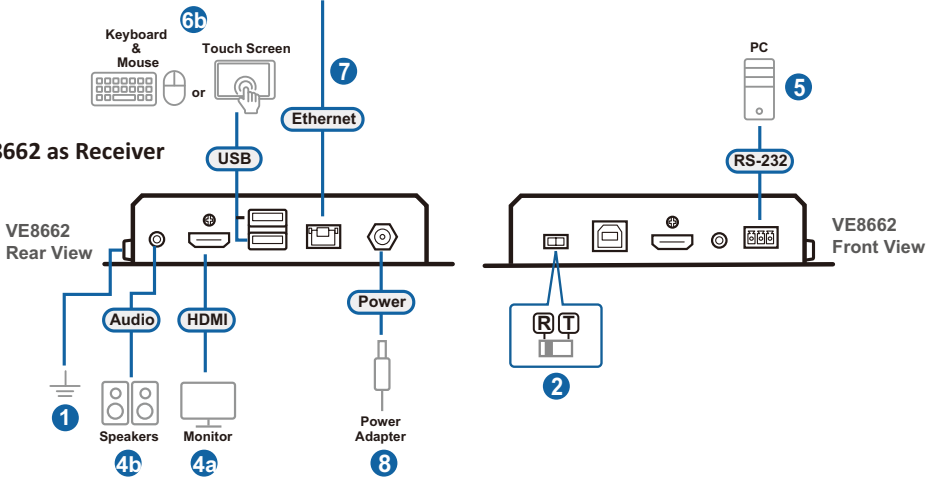 6b
Keyboard
&
Mouse
or
Touch Screen
7
PC
5
Ethernet
8662 as Receiver
USB
RS-232
VE8662
Rear View
VE8662
Front View
Audio
HDMI
Power
R T
2
1
Speakers
4b
Monitor
4a
Power
Adapter
8